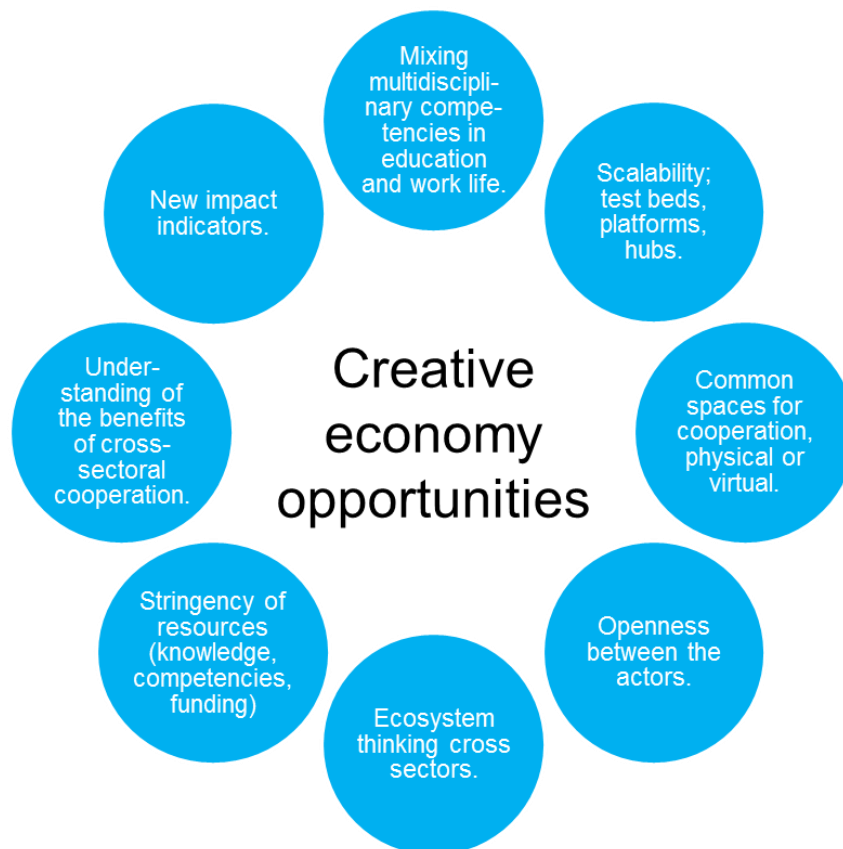 Mixing
multidiscipli-
nary compe-
tencies in
education
and work life.
Scalability;
test beds,
platforms,
hubs.
Common
spaces for
cooperation,
physical or
virtual.
Openness
between the
actors.
Ecosystem
thinking cross
sectors.
Stringency of
resources
(knowledge,
competencies,
funding)
Under-
standing of
the benefits
of cross-
sectoral
cooperation.
New impact
indicators.
Creative
economy
opportunities